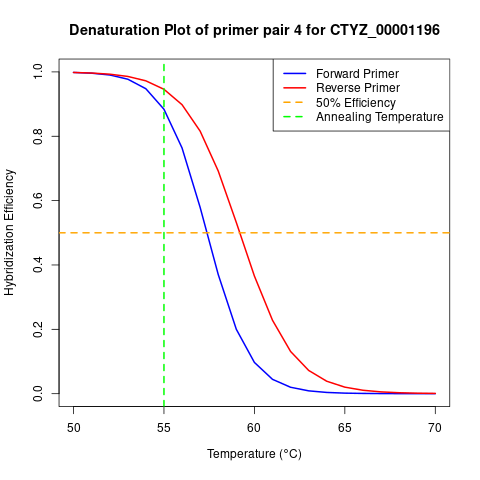 Denaturation Plot of primer pair 4 for CTYZ_00001196
Forward Primer
Reverse Primer
50% Efficiency
Annealing Temperature
Hybridization Efficiency
1.0
0.8
0.6
0.4
0.2
0.0
50 55 60 65 70
Temperature (°C)